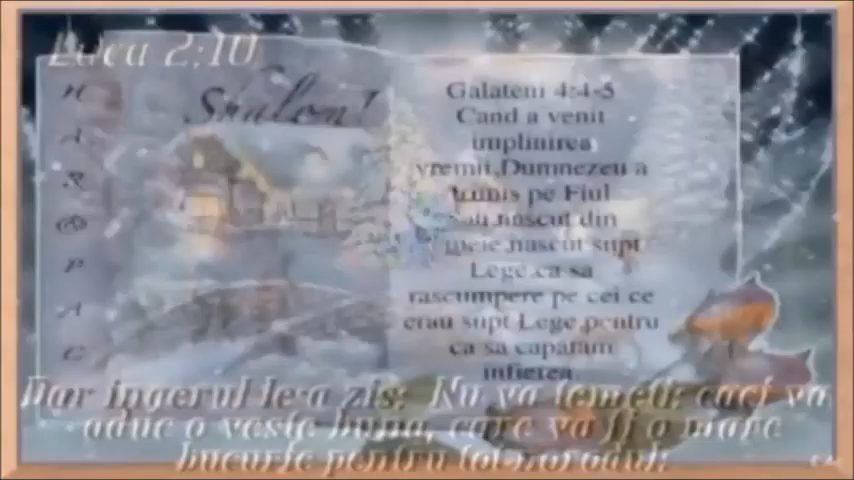 Luca 2:10
Shalom!
Galateni 4:4-5
Cand a venit
implinirea
vremii,Dumnezeu a
trimis pe Fiul
Sau,nascut din
nascut supt
Lege,ca sa
rascumpere pe cei ce
erau supt Lege,pentru
ca sa capatam
infierea.
Dar ingerul le-a zis: Nu va temeti: caci va
aduc o veste buna, care va fi o mare
bucurie pentru tot norodul: